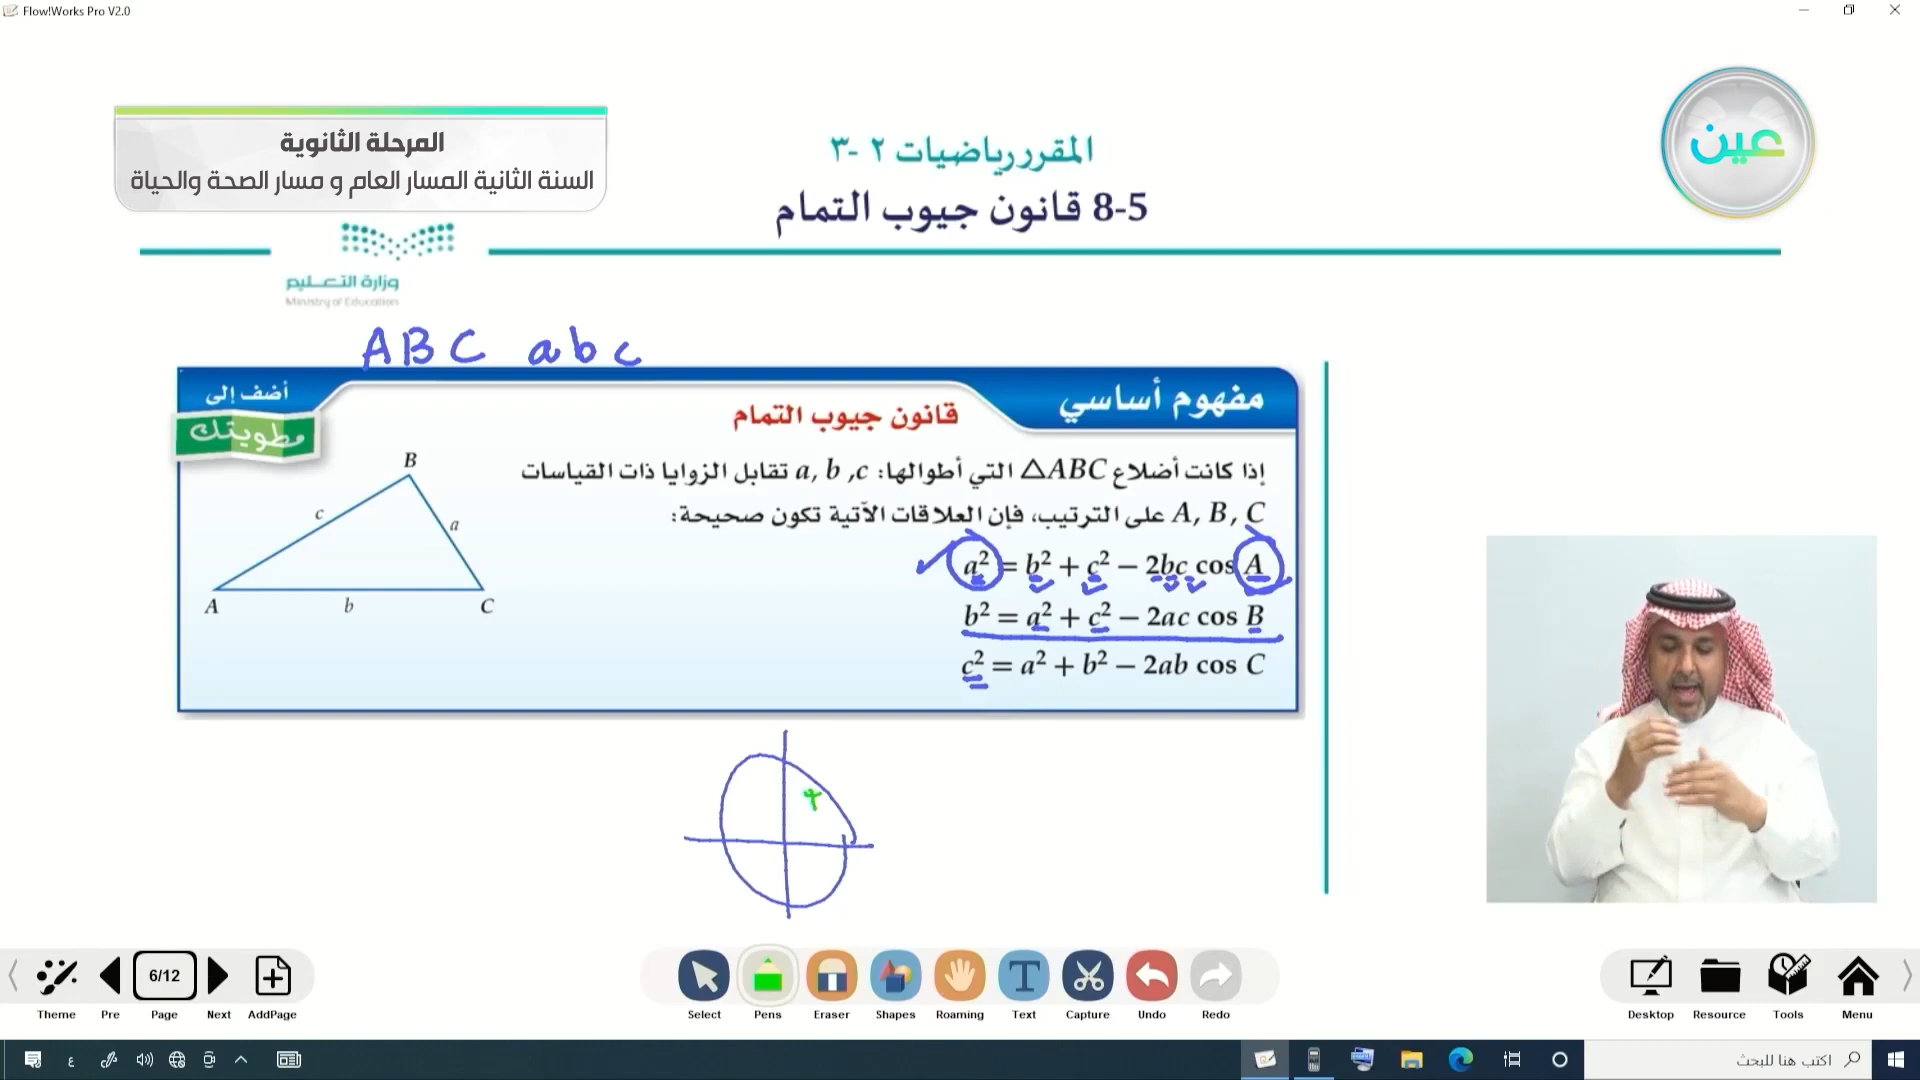 Flow!Works Pro V2.0
المرحلة الثانوية
السنة الثانية المسار العام و مسار الصحة والحياة
المقرر رياضيات ٢ -٣
8-5 قانون جيوب التمام
عين
وزارة التعليم
Ministry of Education
A B C a b c
مفهوم أساسي
قانون جيوب التمام
أضف إلى
مطويتك
إذا كانت أضلاع △ABC التي أطوالها: a, b ,c تقابل الزوايا ذات القياسات
A, B, C على الترتيب، فإن العلاقات الآتية تكون صحيحة:
a² = b² + c² − 2bc cos A
b² = a² + c² − 2ac cos B
c² = a² + b² − 2ab cos C
B
c
a
A
b
C
+
6/12
Theme
Pre
Page
Next
AddPage
Select
Pens
Eraser
Shapes
Roaming
T
Text
Capture
Undo
Redo
Desktop
Resource
Tools
Menu
ع
اكتب هنا للبحث